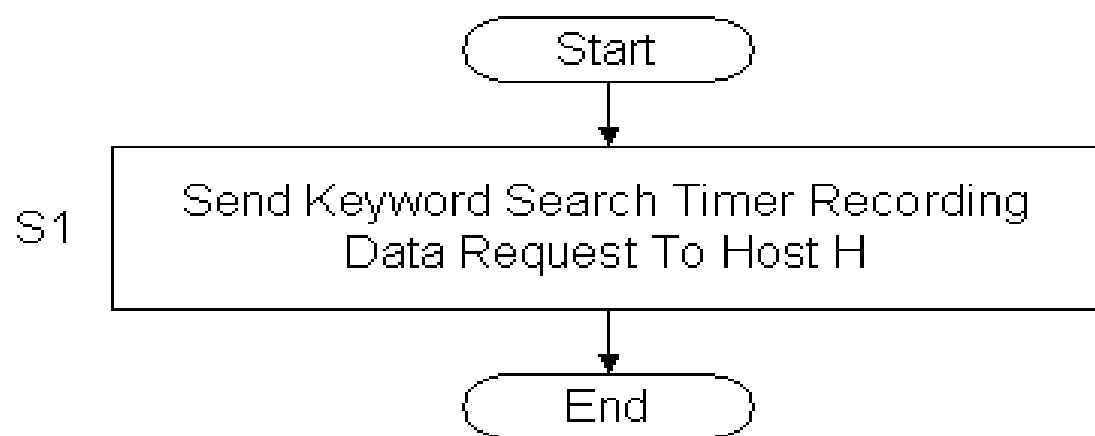 Start
S1
Send Keyword Search Timer Recording
Data Request To Host H
End